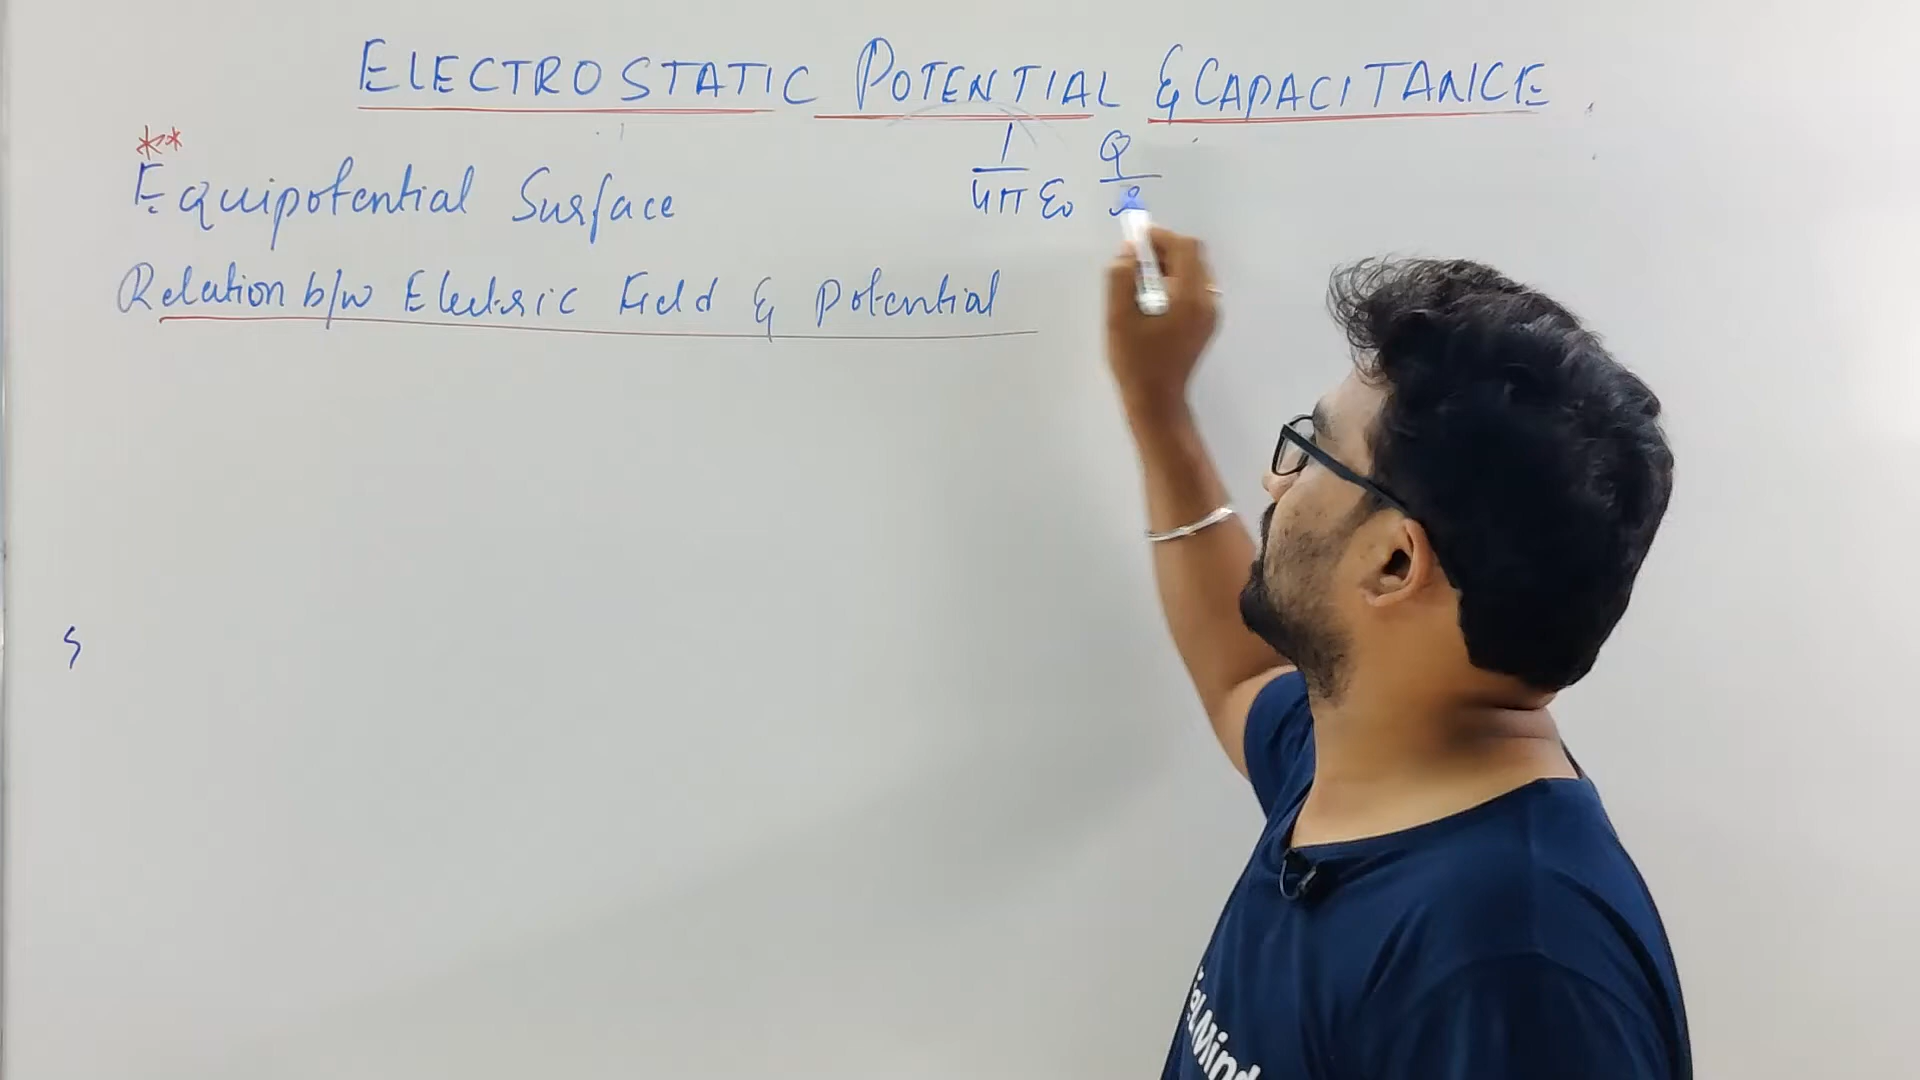 ELECTROSTATIC POTENTIAL & CAPACITANCE
**
Equipotential Surface
1/4πε₀ Q/r
Relation b/w Electric Field & Potential
S